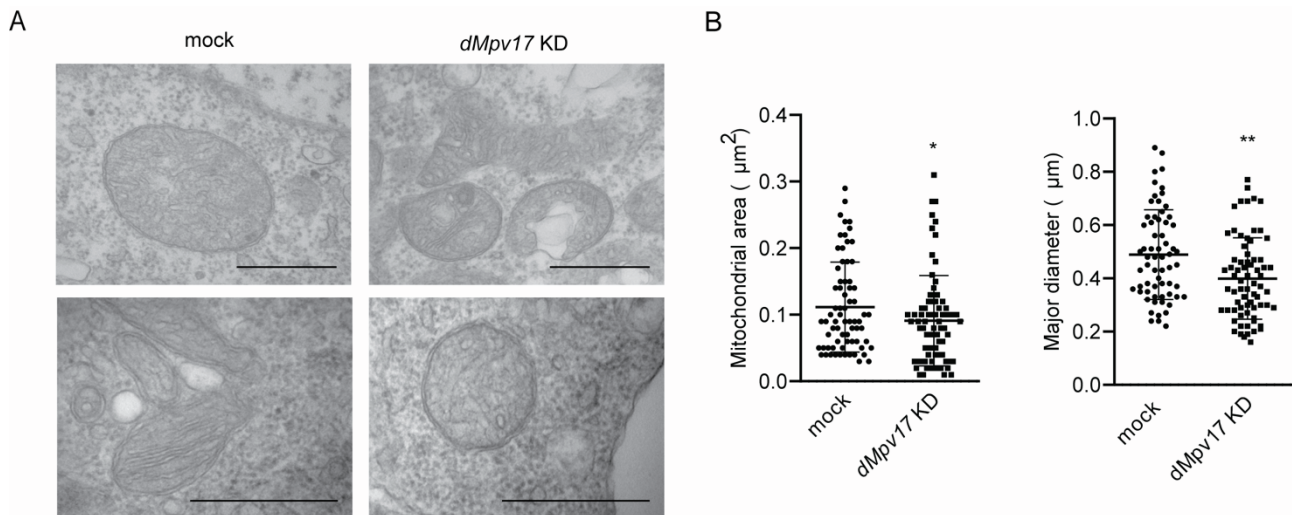 A
mock
dMpv17 KD
B
Mitochondrial area ( μm²)
0.4
0.3
0.2
0.1
0.0
*
mock
dMpv17 KD
Major diameter ( μm)
1.0
0.8
0.6
0.4
0.2
0.0
**
mock
dMpv17 KD